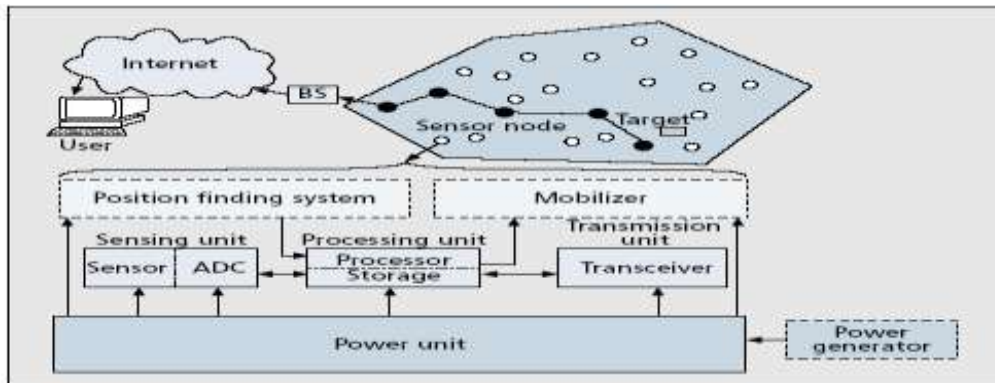 Internet
BS
Sensor node
Target
User
Position finding system
Mobilizer
Sensing unit
Processing unit
Transmission
unit
Sensor
ADC
Processor
Storage
Transceiver
Power unit
Power
generator